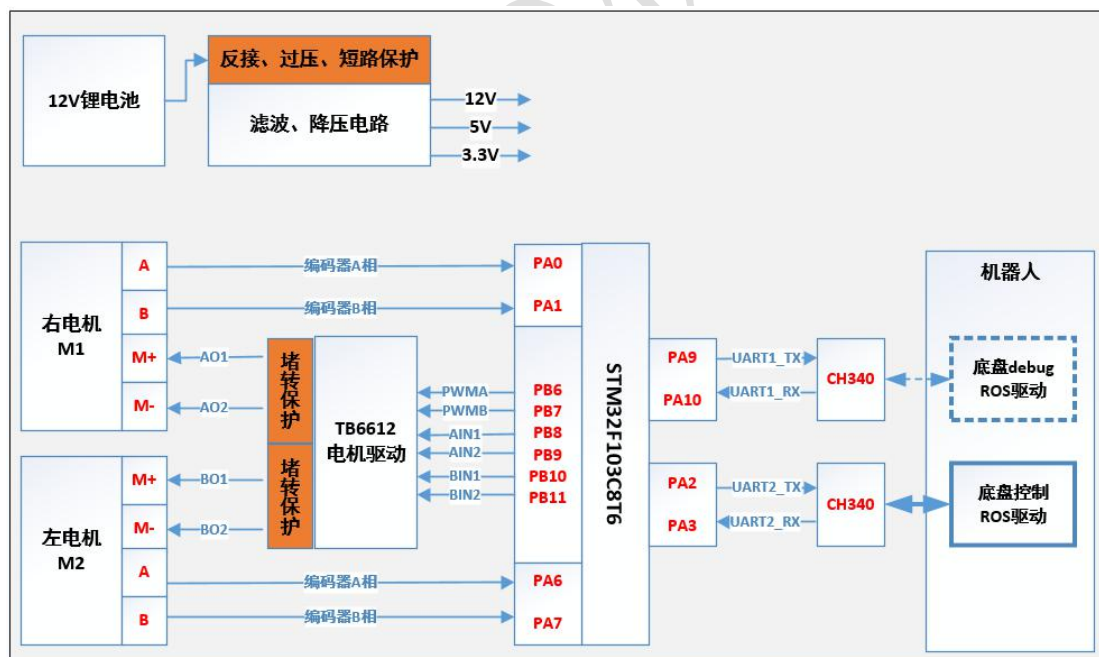 12V锂电池
反接、过压、短路保护
滤波、降压电路
12V
5V
3.3V
右电机
M1
A
B
M+
M-
编码器A相
编码器B相
AO1
AO2
堵转保护
TB6612
电机驱动
PWMA
PWMB
AIN1
AIN2
BIN1
BIN2
PA0
PA1
PB6
PB7
PB8
PB9
PB10
PB11
PA6
PA7
STM32F103C8T6
左电机
M2
M+
M-
A
B
BO1
BO2
堵转保护
编码器A相
编码器B相
PA9
PA10
UART1_TX
UART1_RX
CH340
PA2
PA3
UART2_TX
UART2_RX
CH340
机器人
底盘debug
ROS驱动
底盘控制
ROS驱动